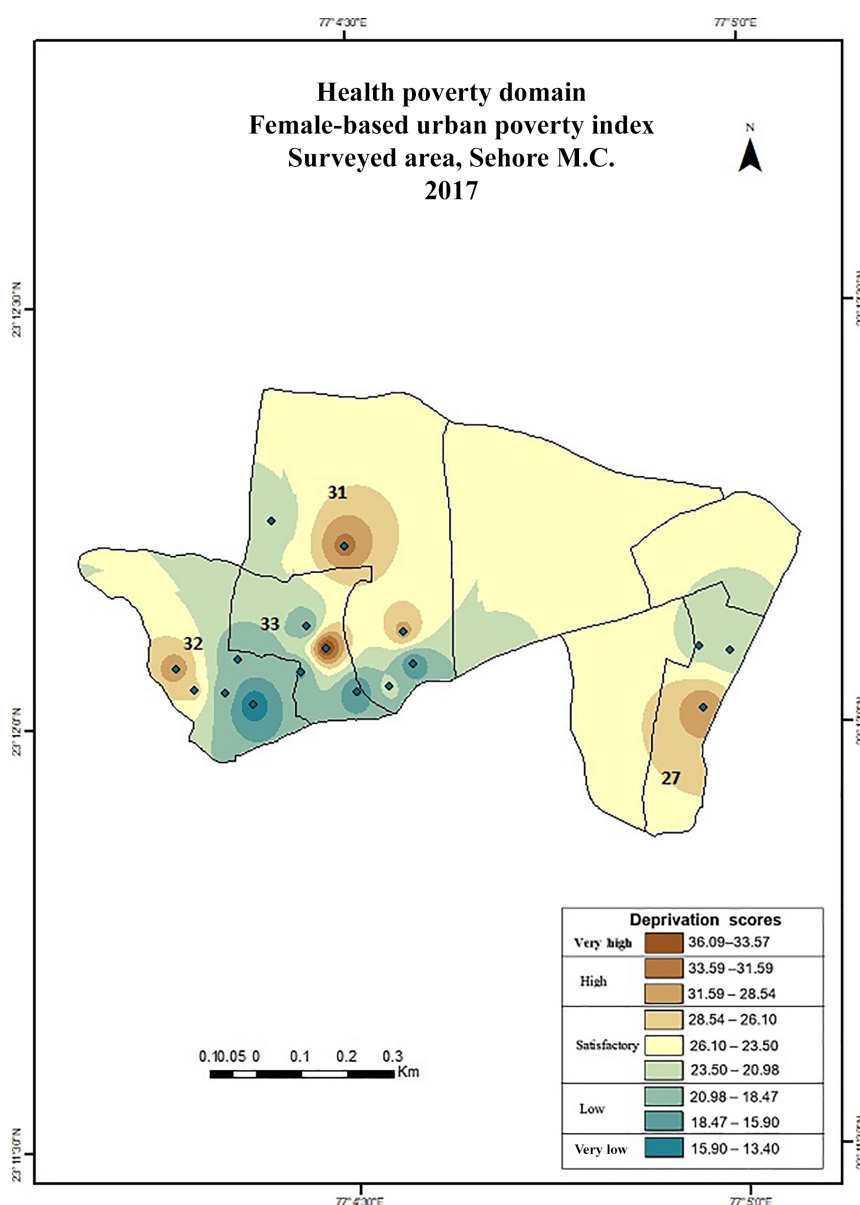 77°4'30"E
77°5'0"E
Health poverty domain
Female-based urban poverty index
Surveyed area, Sehore M.C.
2017
N
23°12'30"N
31
33
32
23°12'0"N
27
Deprivation scores
Very high 36.09–33.57
High
33.59–31.59
31.59 – 28.54
Satisfactory
28.54 – 26.10
26.10 – 23.50
23.50 – 20.98
Low
20.98 – 18.47
18.47 – 15.90
Very low 15.90 – 13.40
0.10.05 0 0.1 0.2 0.3
Km
23°11'30"N
77°4'30"E
77°5'0"E